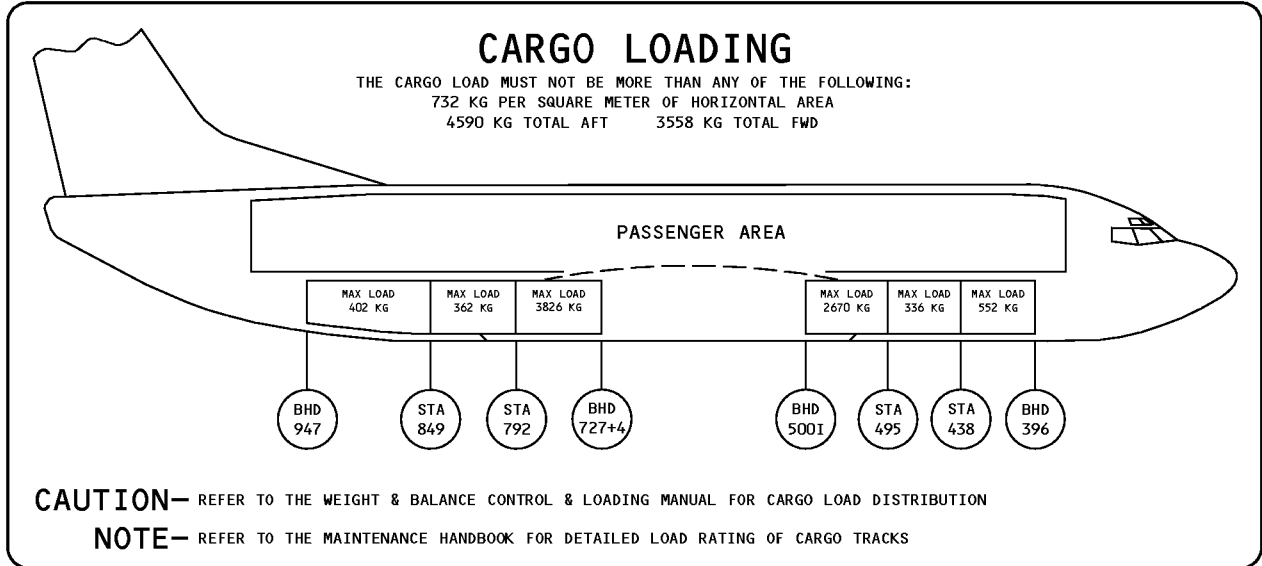 CARGO LOADING
THE CARGO LOAD MUST NOT BE MORE THAN ANY OF THE FOLLOWING:
732 KG PER SQUARE METER OF HORIZONTAL AREA
4590 KG TOTAL AFT 3558 KG TOTAL FWD
PASSENGER AREA
MAX LOAD
402 KG
MAX LOAD
362 KG
MAX LOAD
3826 KG
MAX LOAD
2670 KG
MAX LOAD
336 KG
MAX LOAD
552 KG
BHD
947
STA
849
STA
792
BHD
727+4
BHD
500I
STA
495
STA
438
BHD
396
CAUTION— REFER TO THE WEIGHT & BALANCE CONTROL & LOADING MANUAL FOR CARGO LOAD DISTRIBUTION
NOTE— REFER TO THE MAINTENANCE HANDBOOK FOR DETAILED LOAD RATING OF CARGO TRACKS